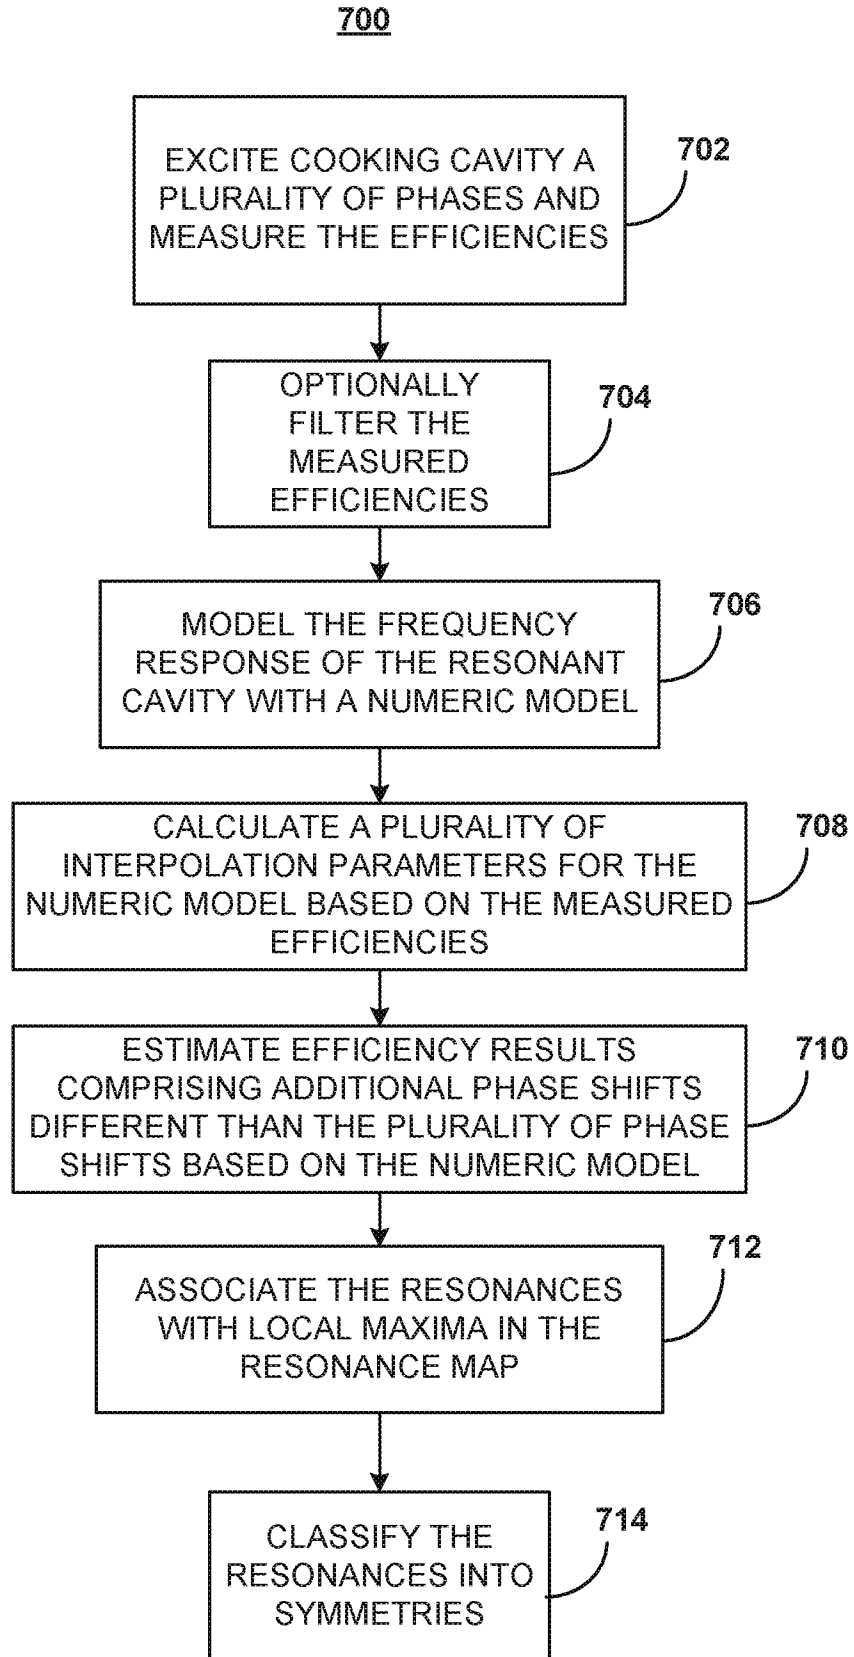 700
EXCITE COOKING CAVITY A
PLURALITY OF PHASES AND
MEASURE THE EFFICIENCIES
702
OPTIONALLY
FILTER THE
MEASURED
EFFICIENCIES
704
MODEL THE FREQUENCY
RESPONSE OF THE RESONANT
CAVITY WITH A NUMERIC MODEL
706
CALCULATE A PLURALITY OF
INTERPOLATION PARAMETERS FOR THE
NUMERIC MODEL BASED ON THE MEASURED
EFFICIENCIES
708
ESTIMATE EFFICIENCY RESULTS
COMPRISING ADDITIONAL PHASE SHIFTS
DIFFERENT THAN THE PLURALITY OF PHASE
SHIFTS BASED ON THE NUMERIC MODEL
710
ASSOCIATE THE RESONANCES
WITH LOCAL MAXIMA IN THE
RESONANCE MAP
712
CLASSIFY THE
RESONANCES INTO
SYMMETRIES
714